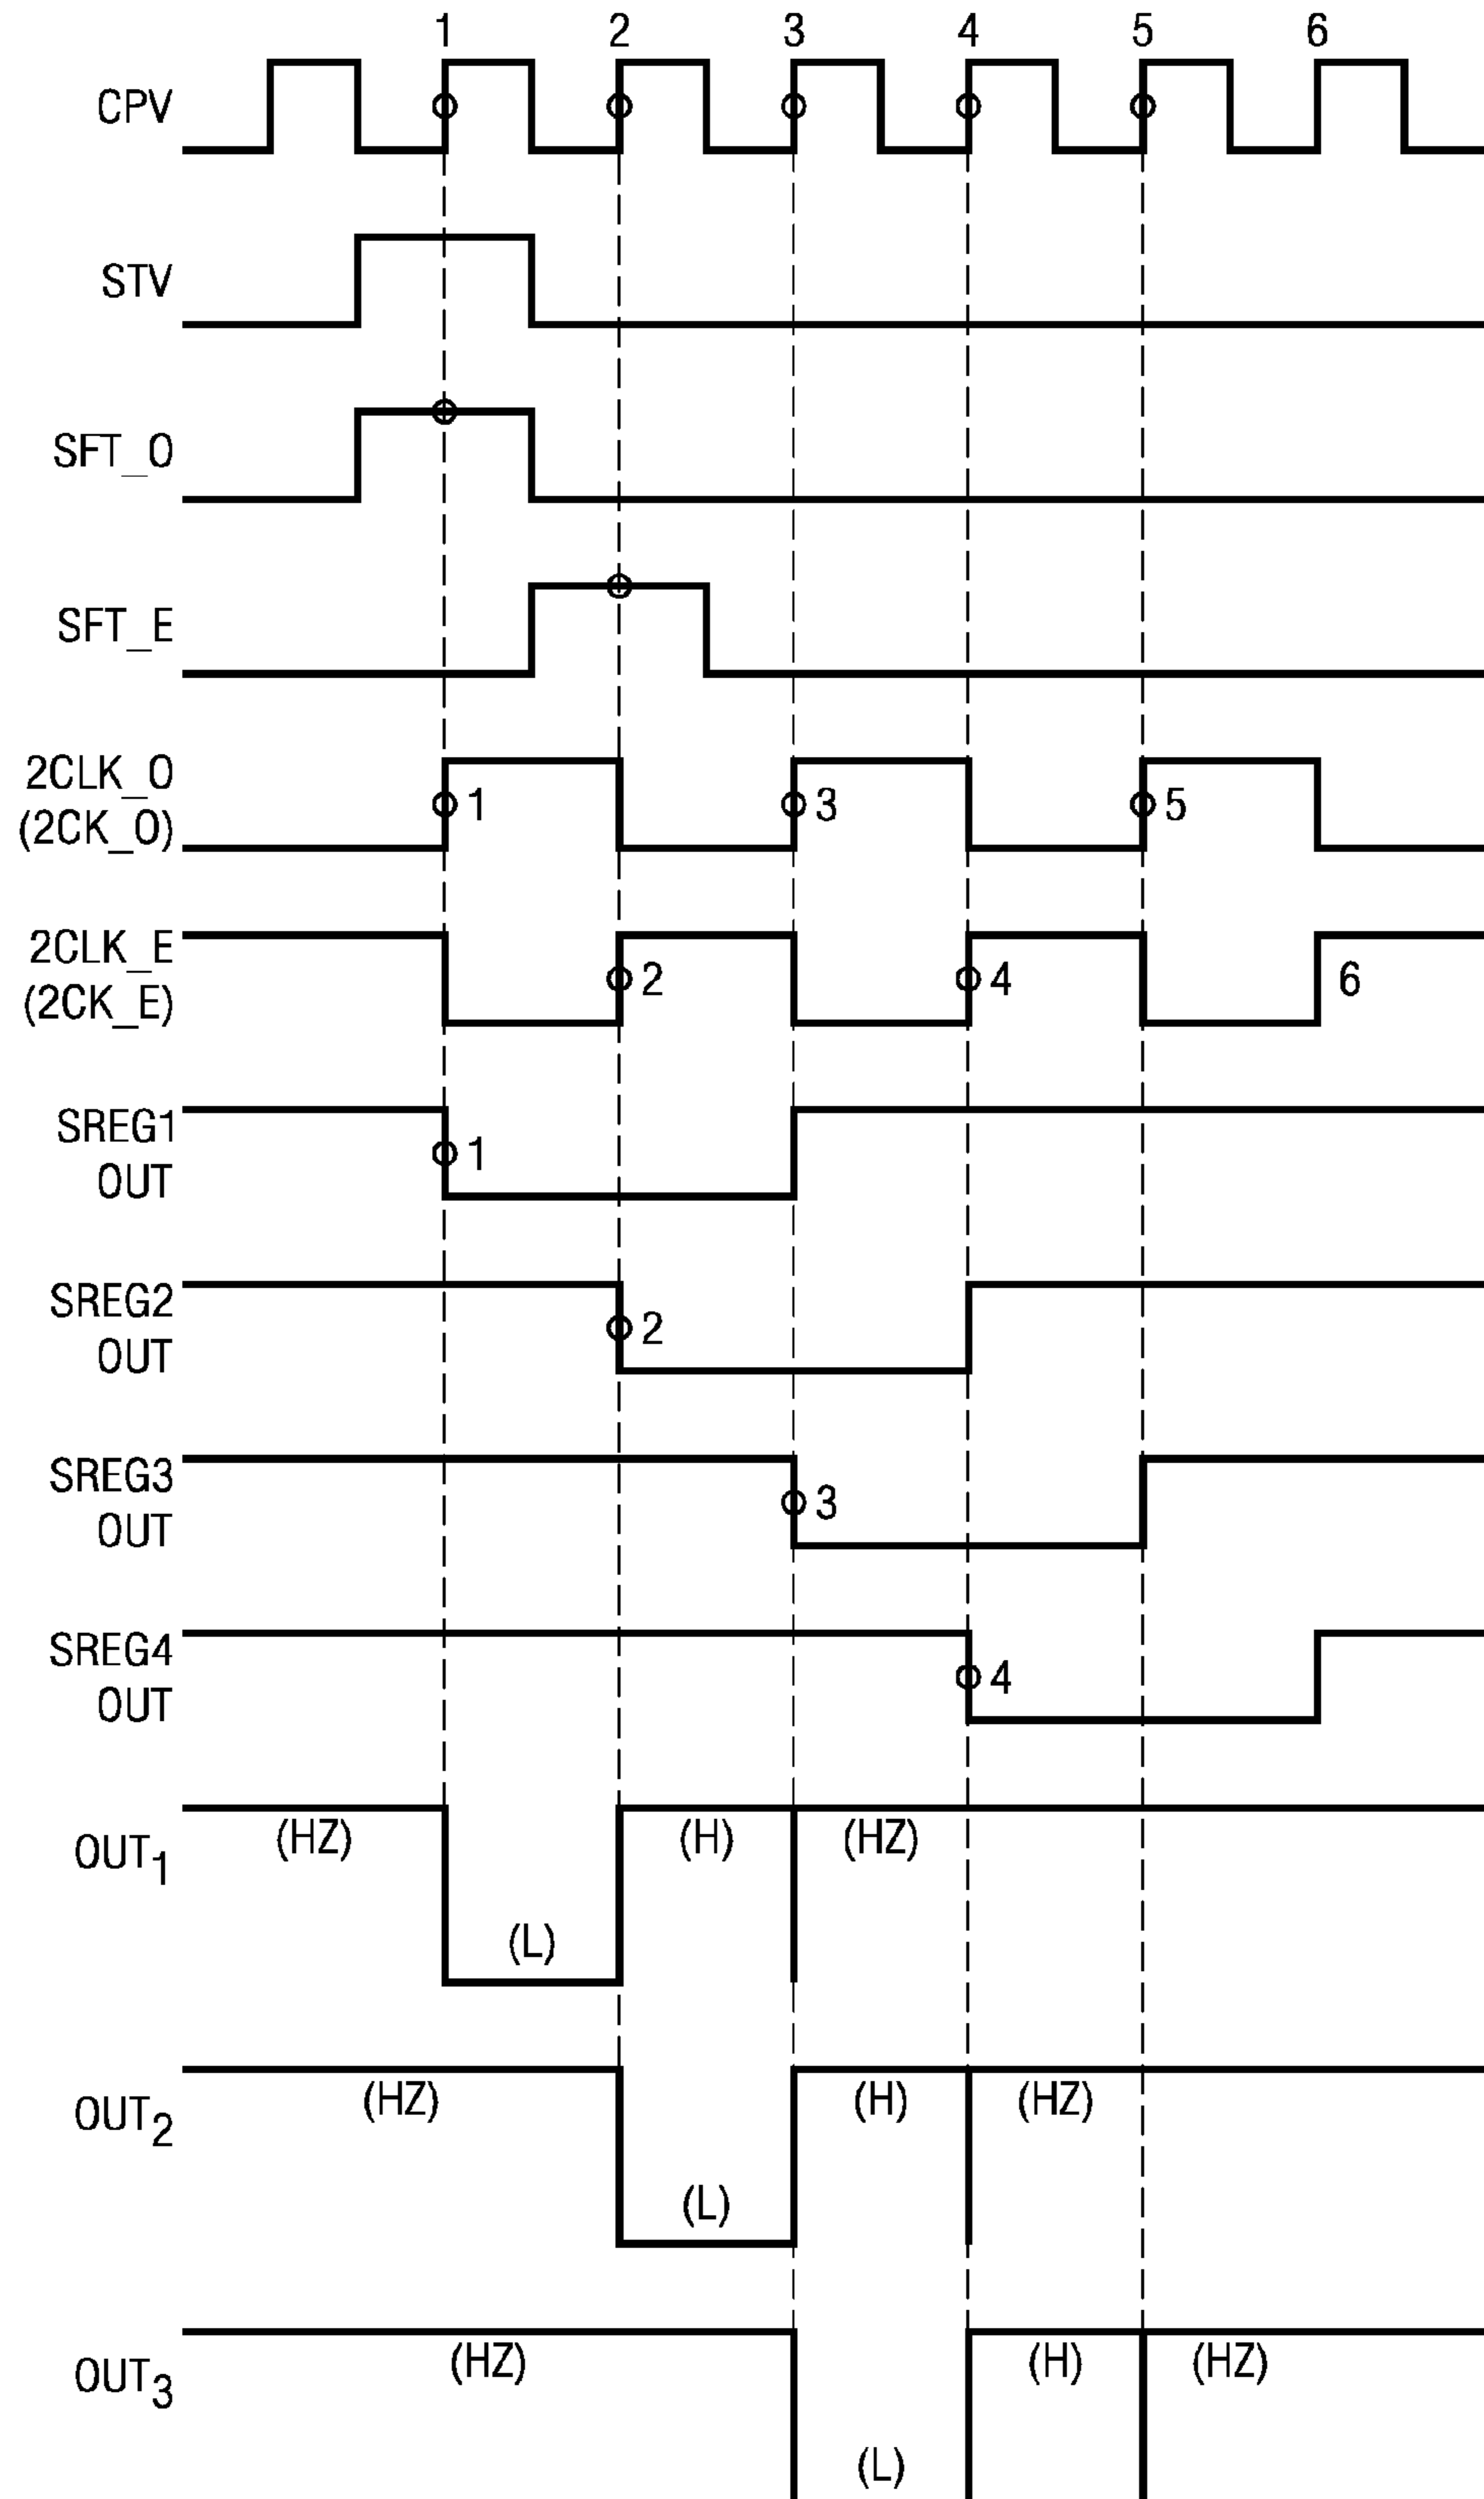 1 2 3 4 5 6
CPV
STV
SFT_O
SFT_E
2CLK_O
(2CK_O)
1 3 5
2CLK_E
(2CK_E)
2 4 6
SREG1
OUT
1
SREG2
OUT
2
SREG3
OUT
3
SREG4
OUT
4
OUT1
(HZ) (L) (H) (HZ)
OUT2
(HZ) (L) (H) (HZ)
OUT3
(HZ) (L) (H) (HZ)